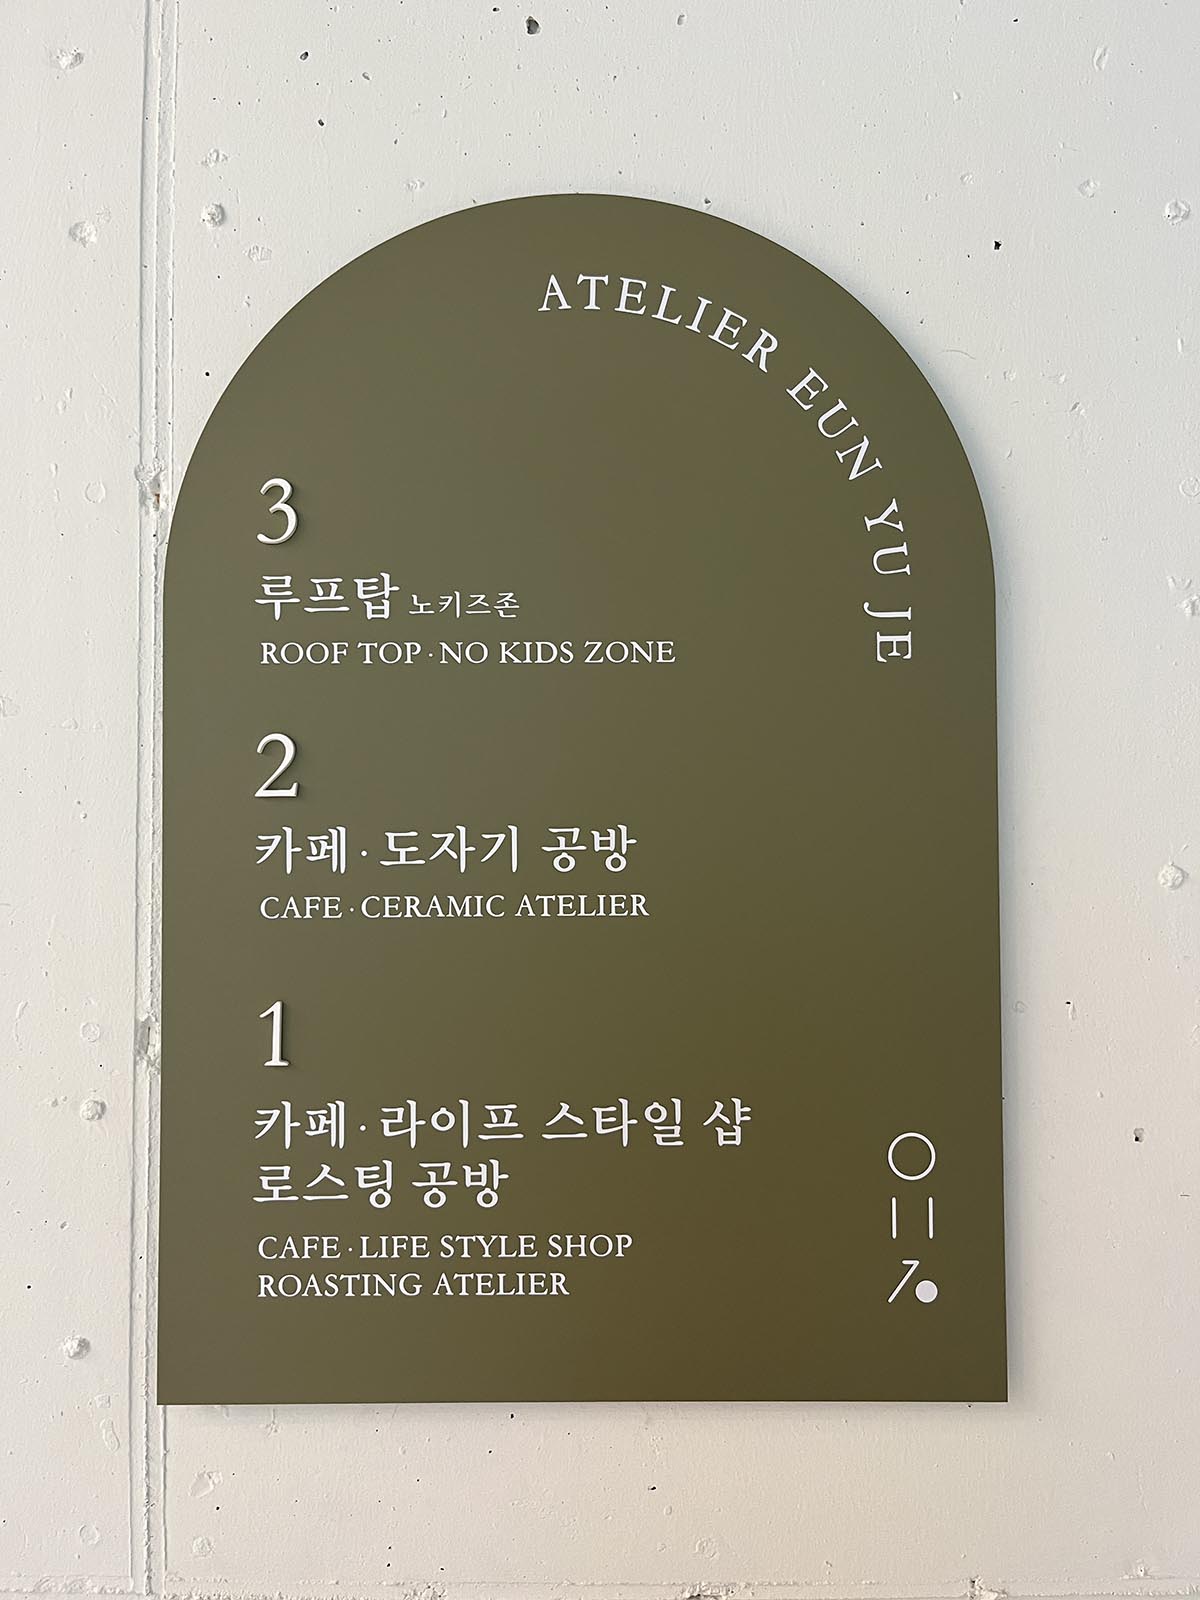 ATELIER EUN YU JE
3
루프탑 노키즈존
ROOF TOP · NO KIDS ZONE
2
카페 · 도자기 공방
CAFE · CERAMIC ATELIER
1
카페 · 라이프 스타일 샵
로스팅 공방
CAFE · LIFE STYLE SHOP
ROASTING ATELIER